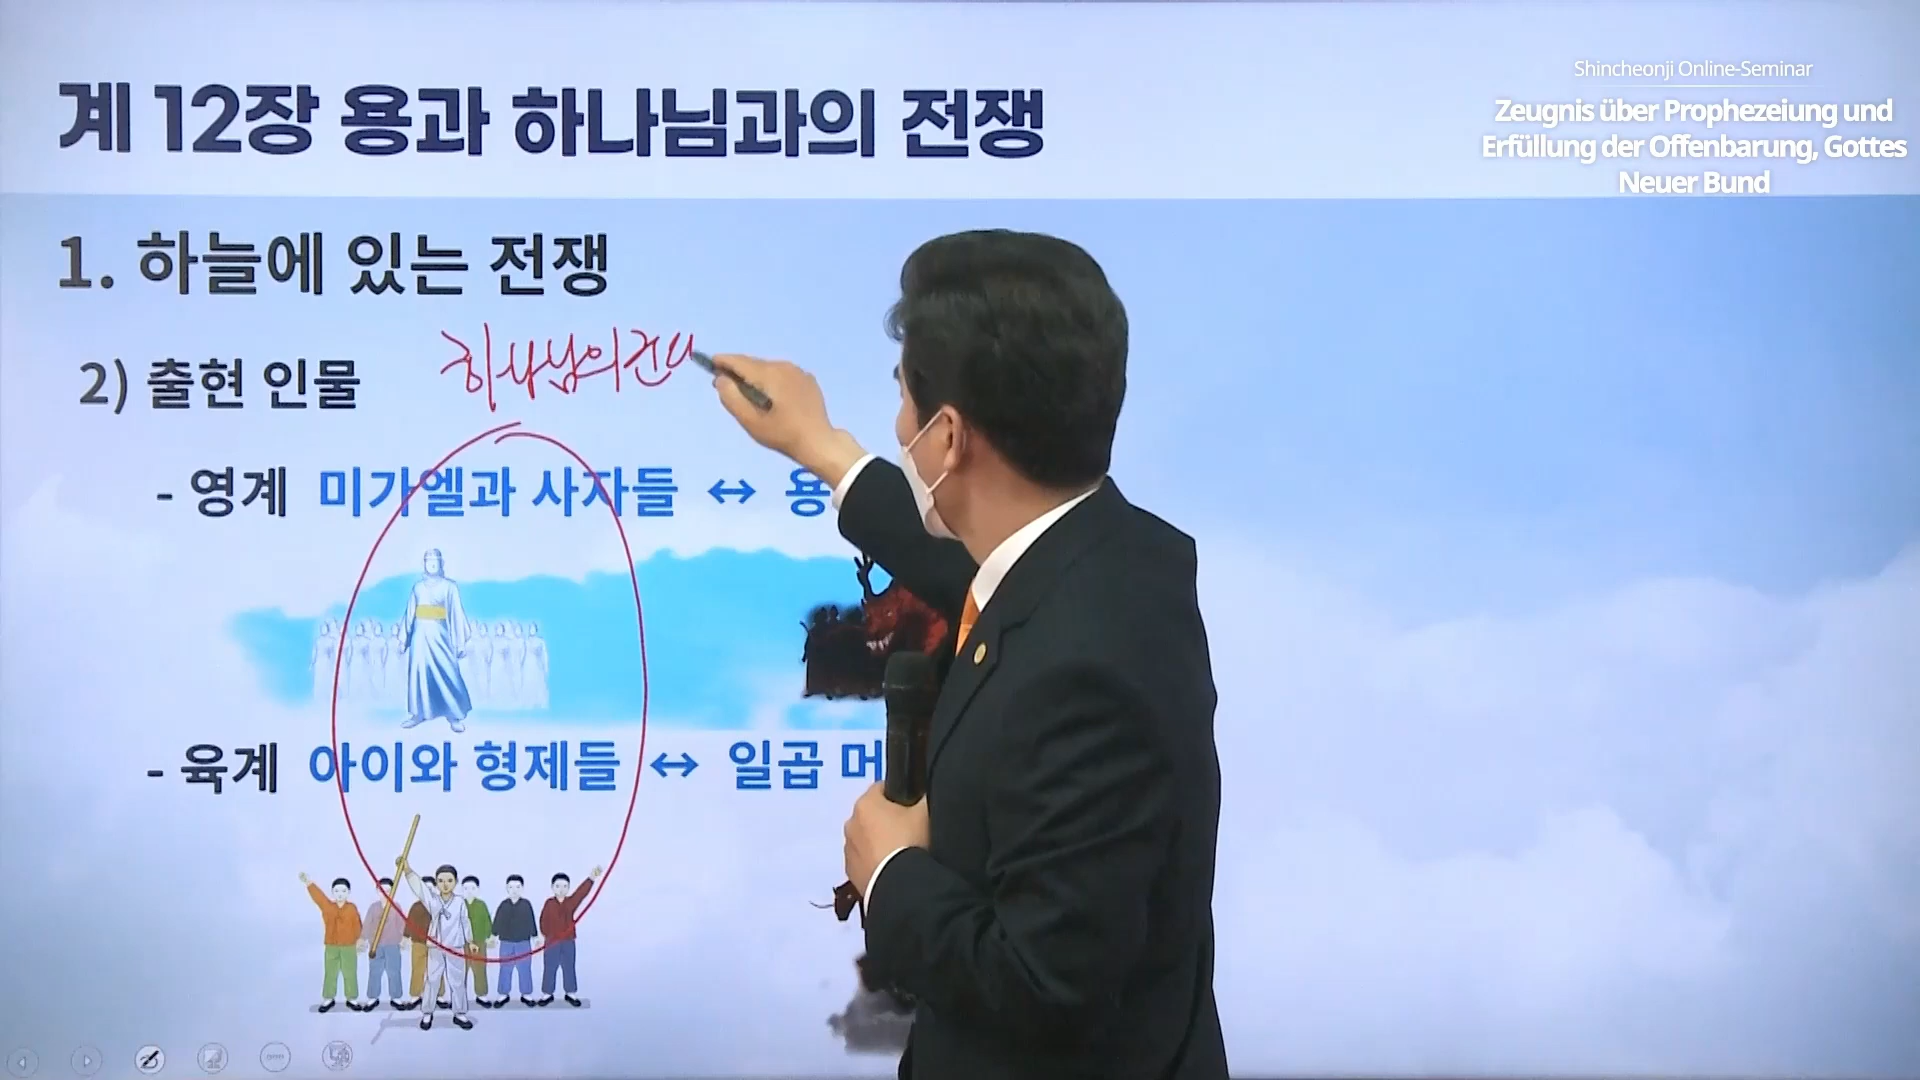 계 12장 용과 하나님과의 전쟁
Shincheonji Online-Seminar
Zeugnis über Prophezeiung und
Erfüllung der Offenbarung, Gottes
Neuer Bund
1. 하늘에 있는 전쟁
2) 출현 인물
하나님의
- 영계 미가엘과 사자들 ↔ 용
- 육계 아이와 형제들 ↔ 일곱 머